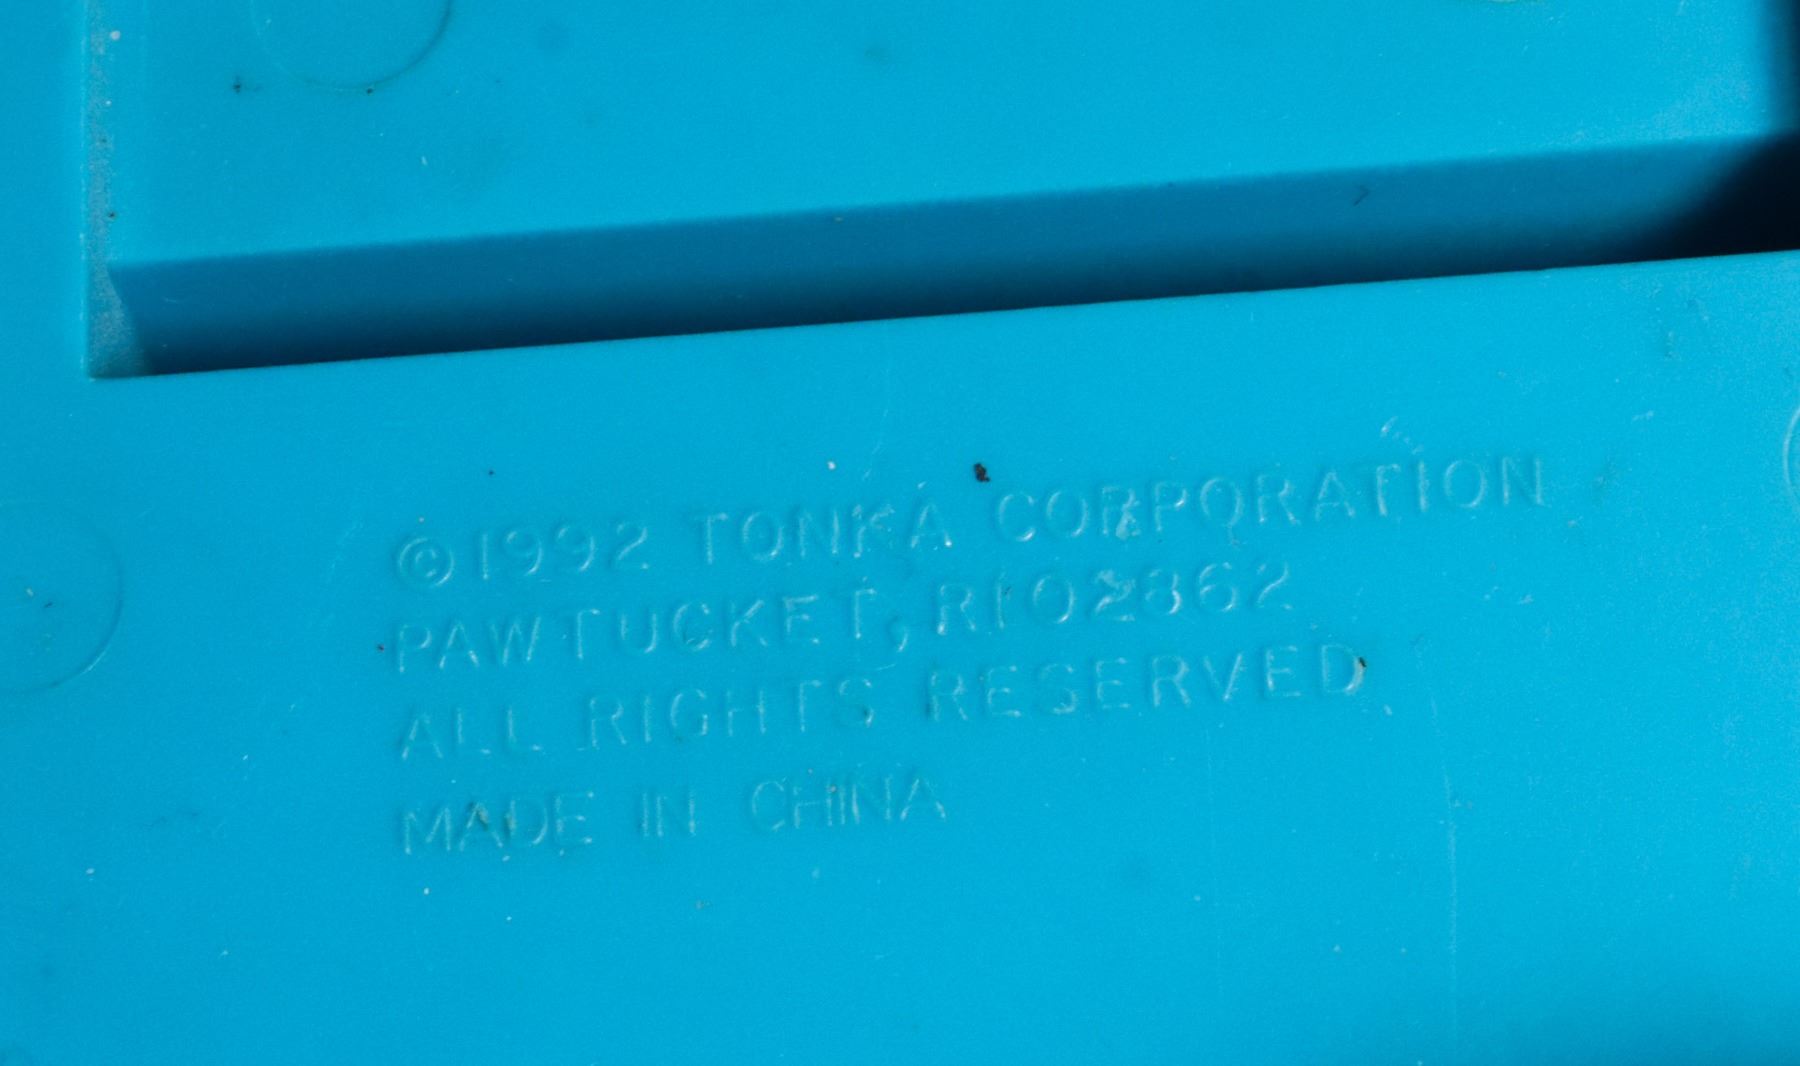 ©1992 TONKA CORPORATION
PAWTUCKET, RI 02862
ALL RIGHTS RESERVED
MADE IN CHINA